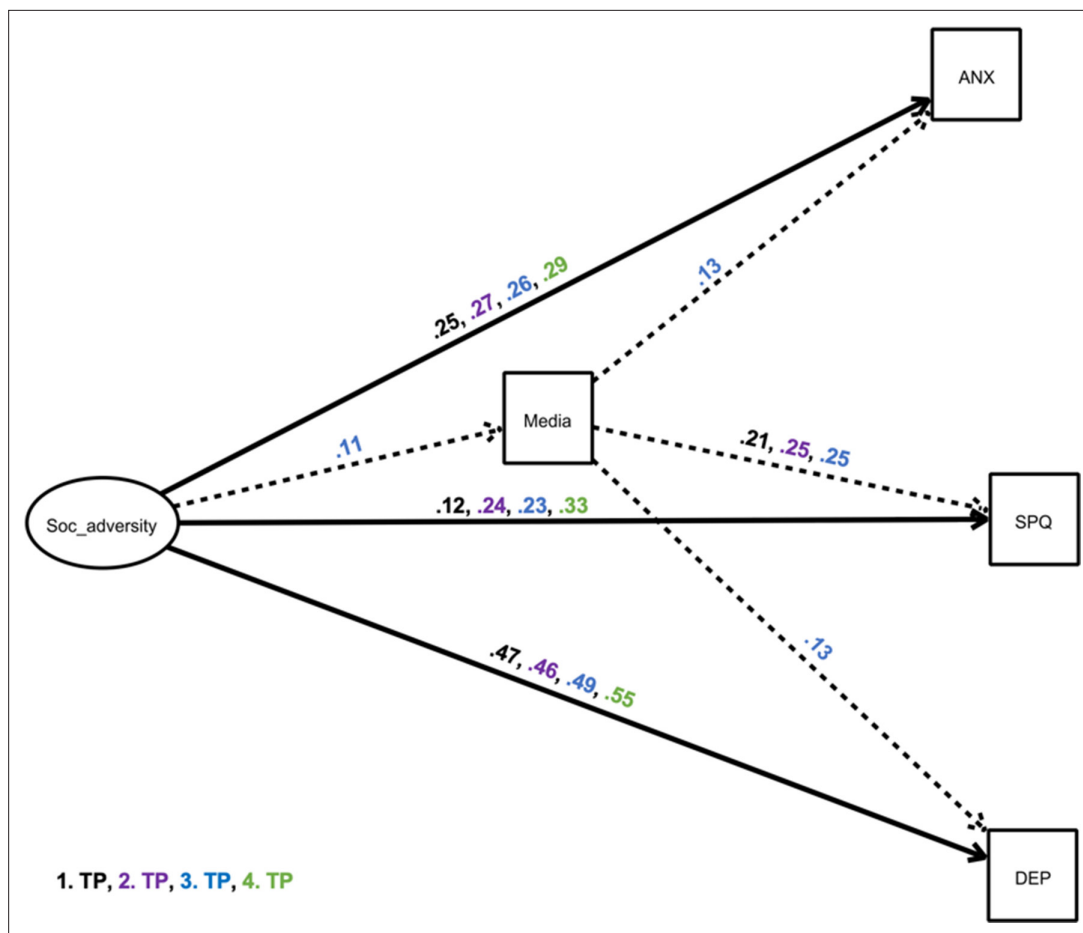 ANX
.25, .27, .26, .29
.13
Media
.11
.21, .25, .25
Soc_adversity
.12, .24, .23, .33
SPQ
.47, .46, .49, .55
.13
DEP
1. TP, 2. TP, 3. TP, 4. TP